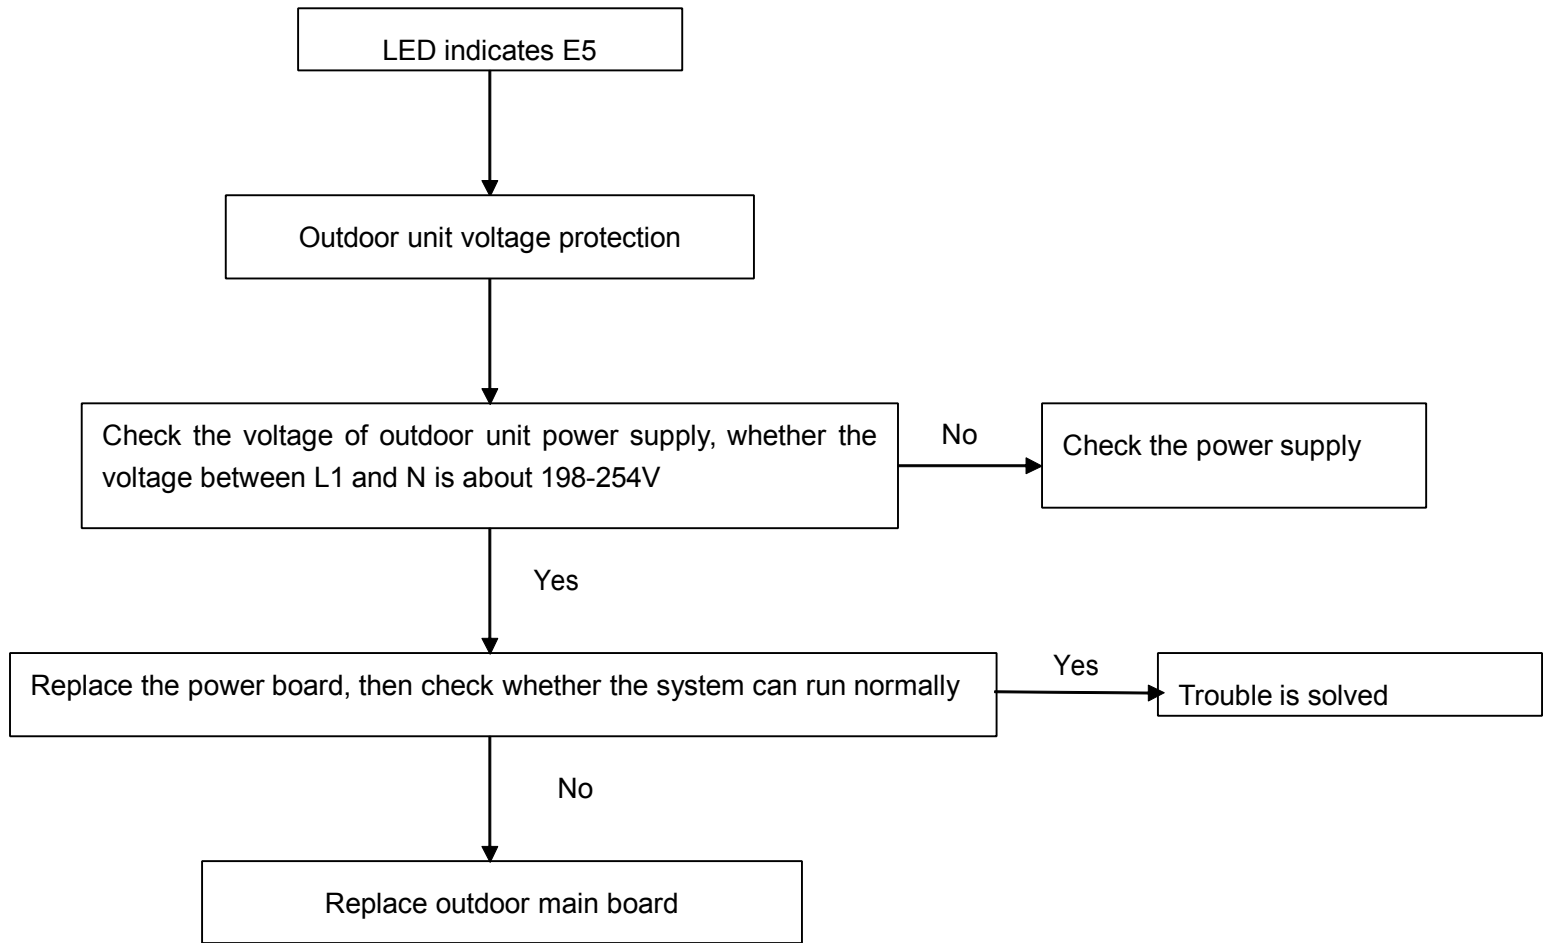 LED indicates E5
Outdoor unit voltage protection
Check the voltage of outdoor unit power supply, whether the
voltage between L1 and N is about 198-254V
No
Check the power supply
Yes
Replace the power board, then check whether the system can run normally
Yes
Trouble is solved
No
Replace outdoor main board